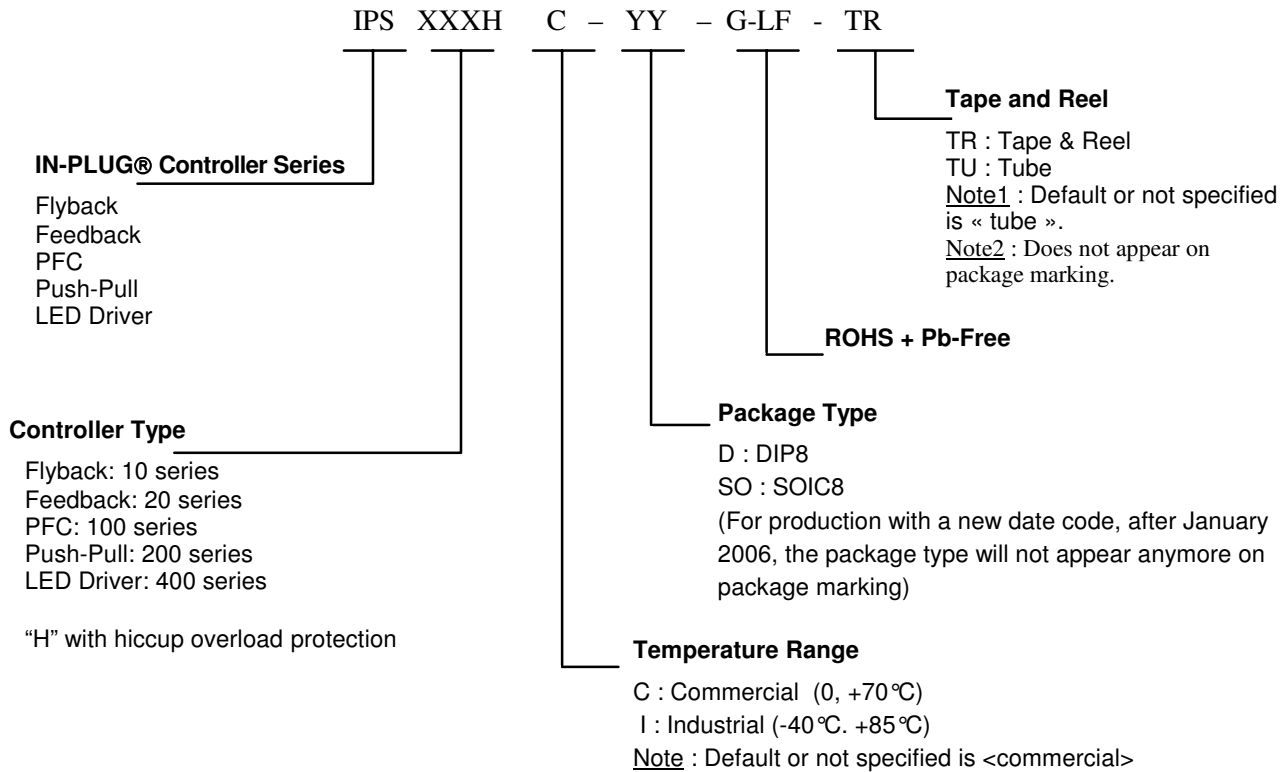 IPS XXXH C – YY – G-LF - TR
Tape and Reel
TR : Tape & Reel
TU : Tube
Note1 : Default or not specified
is « tube ».
Note2 : Does not appear on
package marking.
IN-PLUG® Controller Series
Flyback
Feedback
PFC
Push-Pull
LED Driver
ROHS + Pb-Free
Package Type
D : DIP8
SO : SOIC8
(For production with a new date code, after January
2006, the package type will not appear anymore on
package marking)
Controller Type
Flyback: 10 series
Feedback: 20 series
PFC: 100 series
Push-Pull: 200 series
LED Driver: 400 series
“H” with hiccup overload protection
Temperature Range
C : Commercial (0, +70°C)
I : Industrial (-40°C. +85°C)
Note : Default or not specified is <commercial>